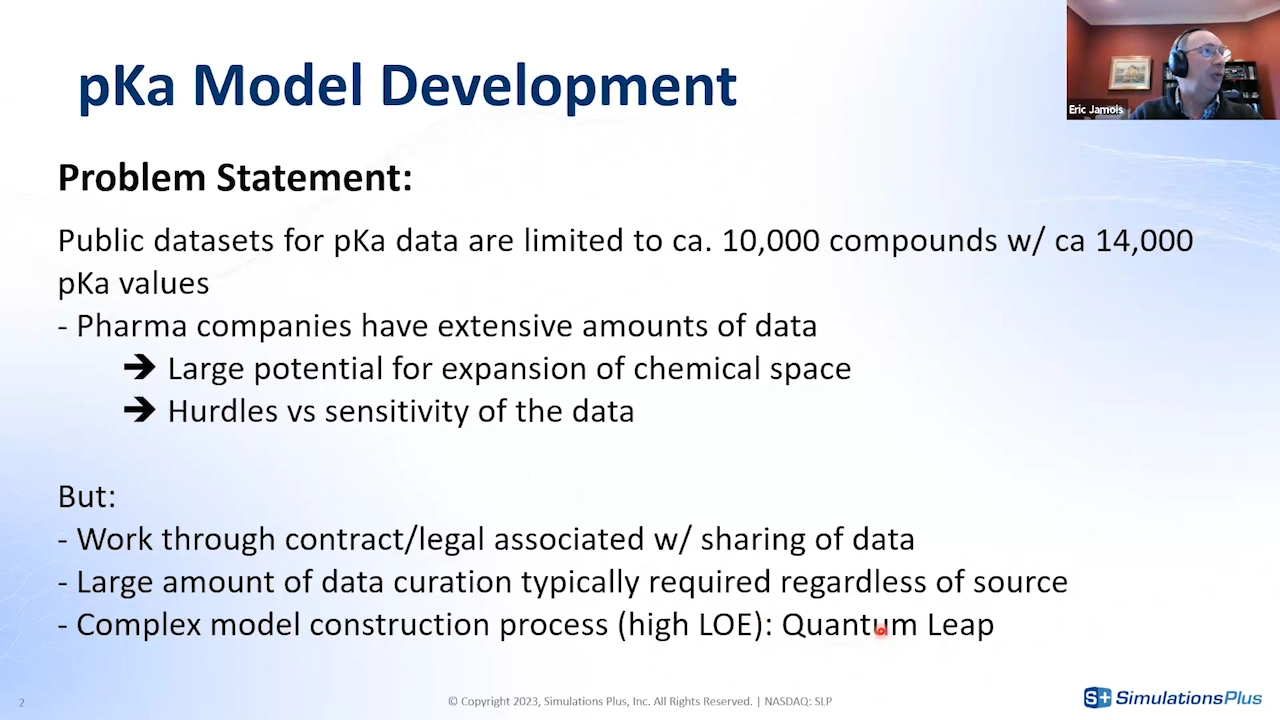 pKa Model Development
Eric Jamois
Problem Statement:
Public datasets for pKa data are limited to ca. 10,000 compounds w/ ca 14,000
pKa values
- Pharma companies have extensive amounts of data
➔ Large potential for expansion of chemical space
➔ Hurdles vs sensitivity of the data
But:
- Work through contract/legal associated w/ sharing of data
- Large amount of data curation typically required regardless of source
- Complex model construction process (high LOE): Quantum Leap
2
© Copyright 2023, Simulations Plus, Inc. All Rights Reserved. | NASDAQ: SLP
S+ SimulationsPlus